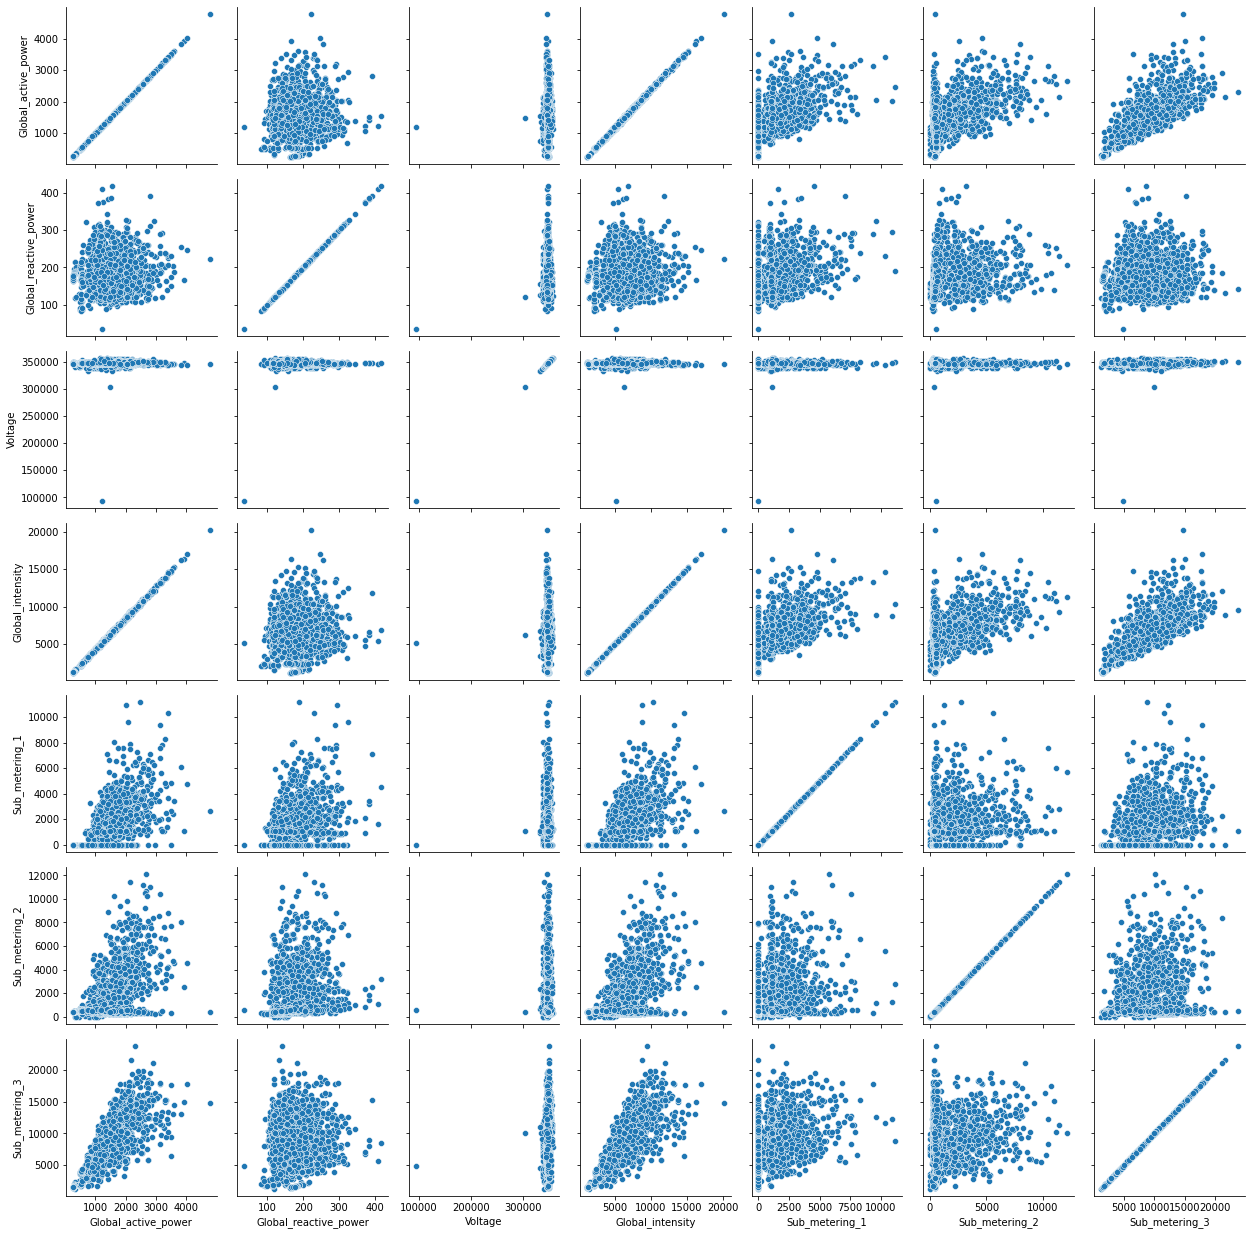 4000
3000
2000
1000
Global_active_power
400
300
200
100
Global_reactive_power
350000
300000
250000
200000
150000
100000
Voltage
20000
15000
10000
5000
Global_intensity
10000
8000
6000
4000
2000
0
Sub_metering_1
12000
10000
8000
6000
4000
2000
0
Sub_metering_2
20000
15000
10000
5000
Sub_metering_3
1000 2000 3000 4000
Global_active_power
100 200 300 400
Global_reactive_power
100000 200000 300000
Voltage
0 5000 10000 15000 20000
Global_intensity
0 5000 10000
Sub_metering_1
0 5000 10000
Sub_metering_2
5000 10000 15000 20000
Sub_metering_3